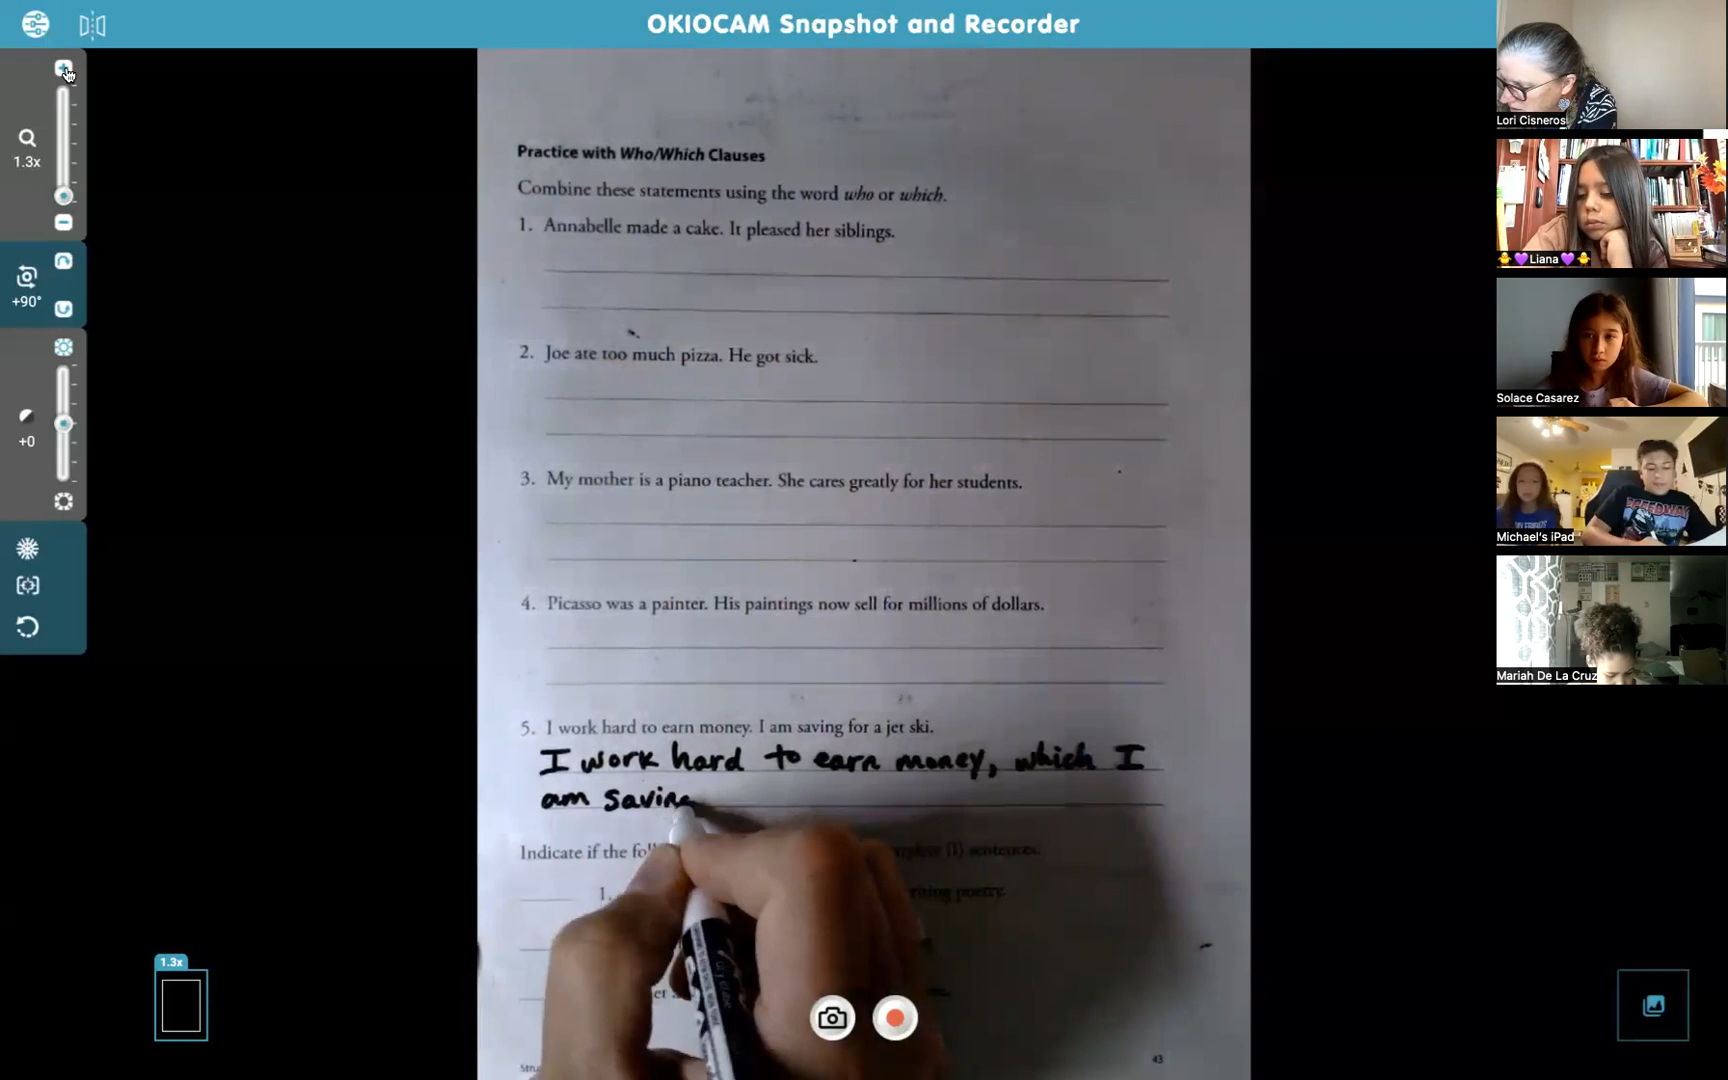 OKIOCAM Snapshot and Recorder
1.3x
+90°
+0
Practice with Who/Which Clauses
Combine these statements using the word who or which.
1. Annabelle made a cake. It pleased her siblings.
2. Joe ate too much pizza. He got sick.
3. My mother is a piano teacher. She cares greatly for her students.
4. Picasso was a painter. His paintings now sell for millions of dollars.
5. I work hard to earn money. I am saving for a jet ski.
I work hard to earn money, which I
am saving
Indicate if the (I) sentences.
1. poetry.
43
1.3x
Lori Cisneros
🐥💜Liana💜🐥
Solace Casarez
SPEEDWAY
Michael's iPad
Mariah De La Cruz